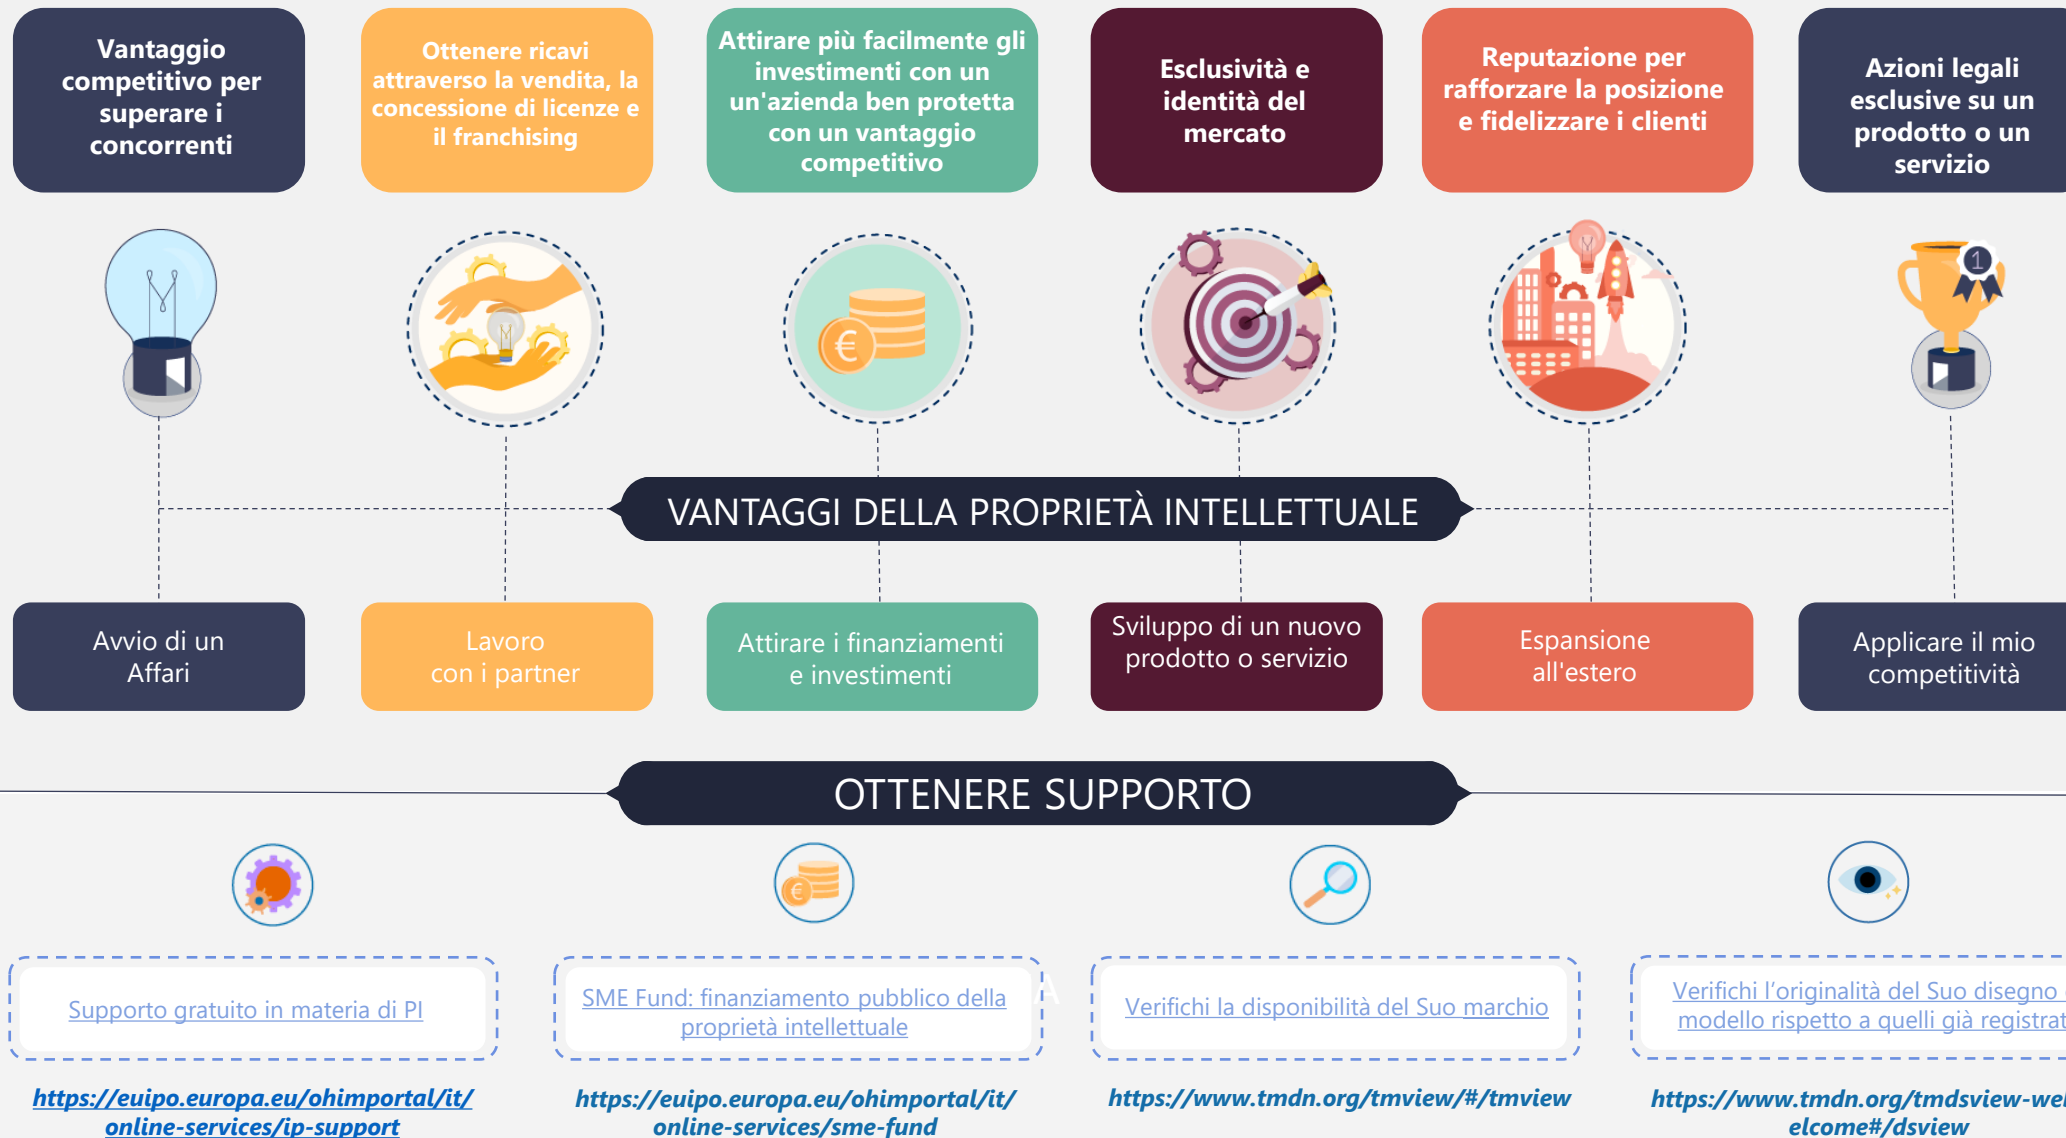 Vantaggio
competitivo per
superare i
concorrenti
Ottenere ricavi
attraverso la vendita, la
concessione di licenze e
il franchising
Attirare più facilmente gli
investimenti con un
un'azienda ben protetta
con un vantaggio
competitivo
Esclusività e
identità del
mercato
Reputazione per
rafforzare la posizione
e fidelizzare i clienti
Azioni legali
esclusive su un
prodotto o un
servizio
€
1
VANTAGGI DELLA PROPRIETÀ INTELLETTUALE
Avvio di un
Affari
Lavoro
con i partner
Attirare i finanziamenti
e investimenti
Sviluppo di un nuovo
prodotto o servizio
Espansione
all'estero
Applicare il mio
competitività
OTTENERE SUPPORTO
€
Supporto gratuito in materia di PI
SME Fund: finanziamento pubblico della
proprietà intellettuale
A
Verifichi la disponibilità del Suo marchio
Verifichi l'originalità del Suo disegno
modello rispetto a quelli già registrat
https://euipo.europa.eu/ohimportal/it/
online-services/ip-support
https://euipo.europa.eu/ohimportal/it/
online-services/sme-fund
https://www.tmdn.org/tmview/#/tmview
https://www.tmdn.org/tmdsview-wel
elcome#/dsview